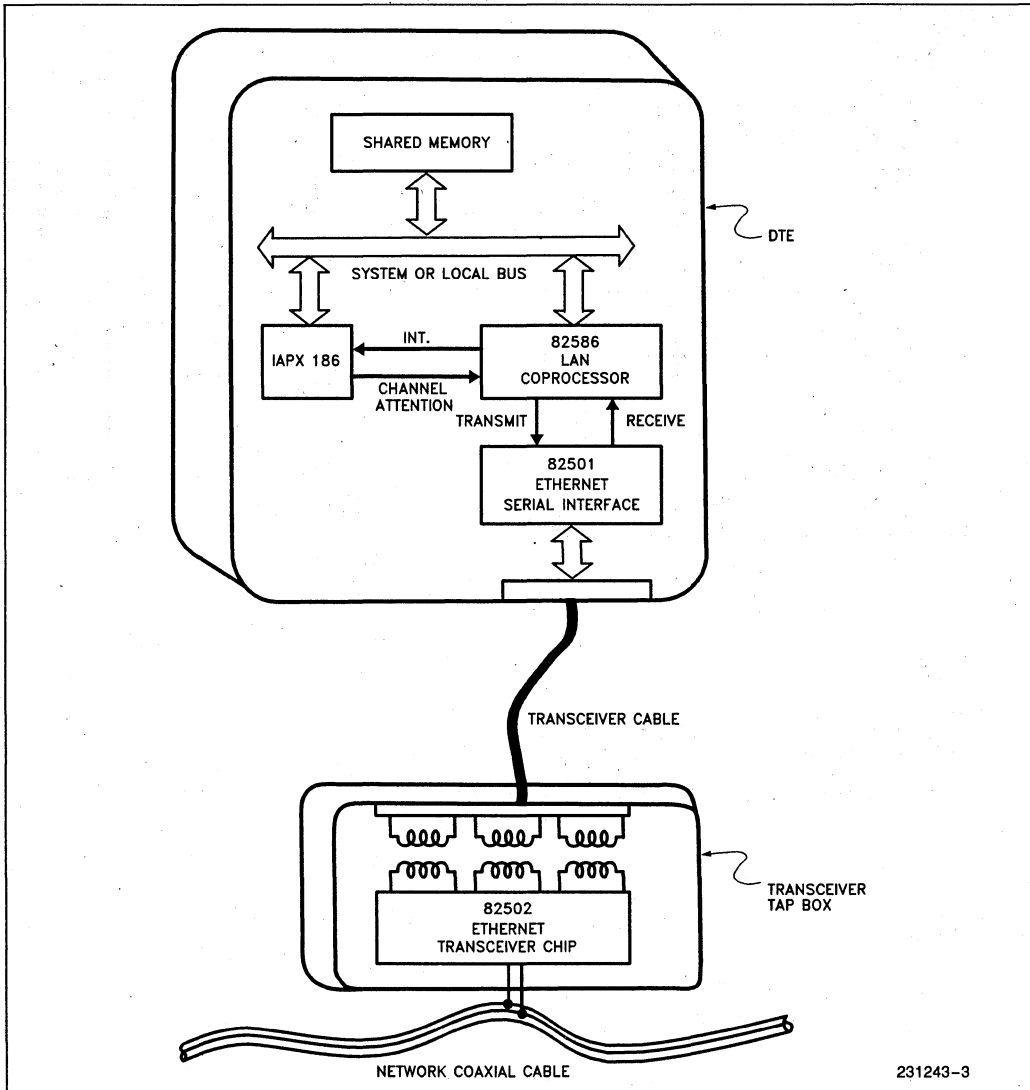 SHARED MEMORY
DTE
SYSTEM OR LOCAL BUS
IAPX 186
INT.
CHANNEL
ATTENTION
82586
LAN
COPROCESSOR
TRANSMIT
RECEIVE
82501
ETHERNET
SERIAL INTERFACE
TRANSCEIVER CABLE
82502
ETHERNET
TRANSCEIVER CHIP
TRANSCEIVER
TAP BOX
NETWORK COAXIAL CABLE
231243-3